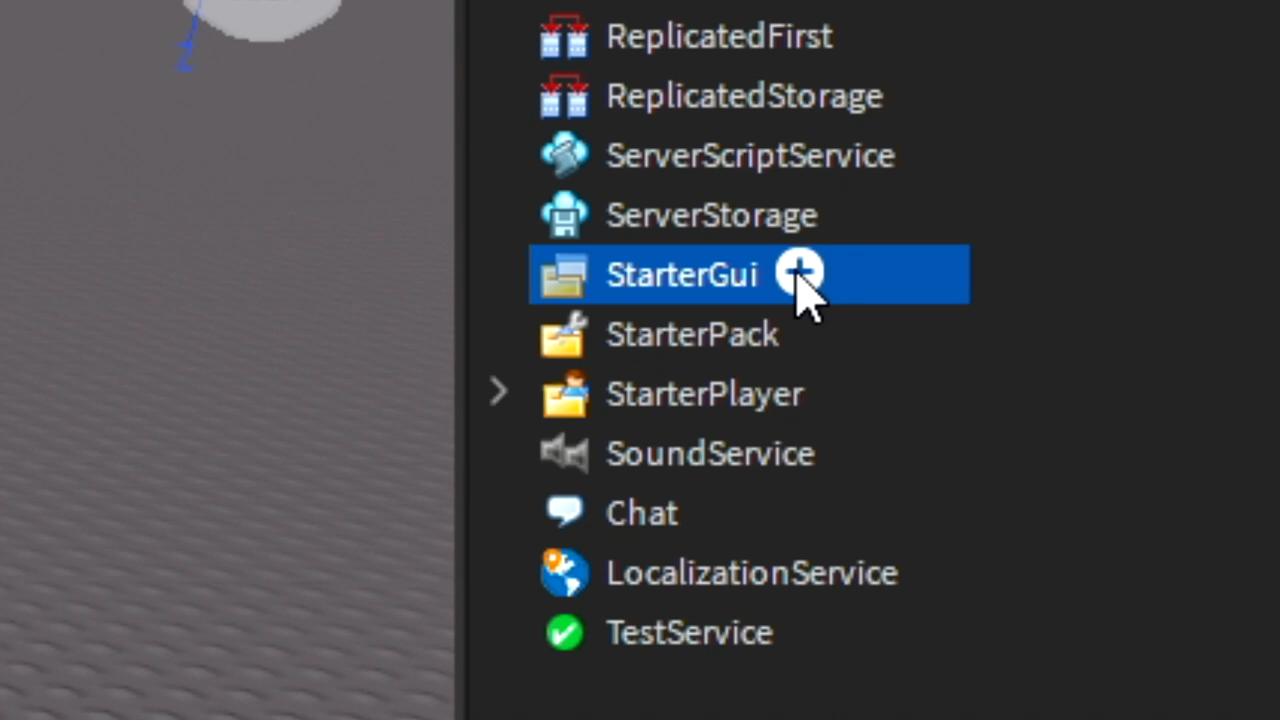 ReplicatedFirst
ReplicatedStorage
ServerScriptService
ServerStorage
StarterGui
StarterPack
StarterPlayer
SoundService
Chat
LocalizationService
TestService